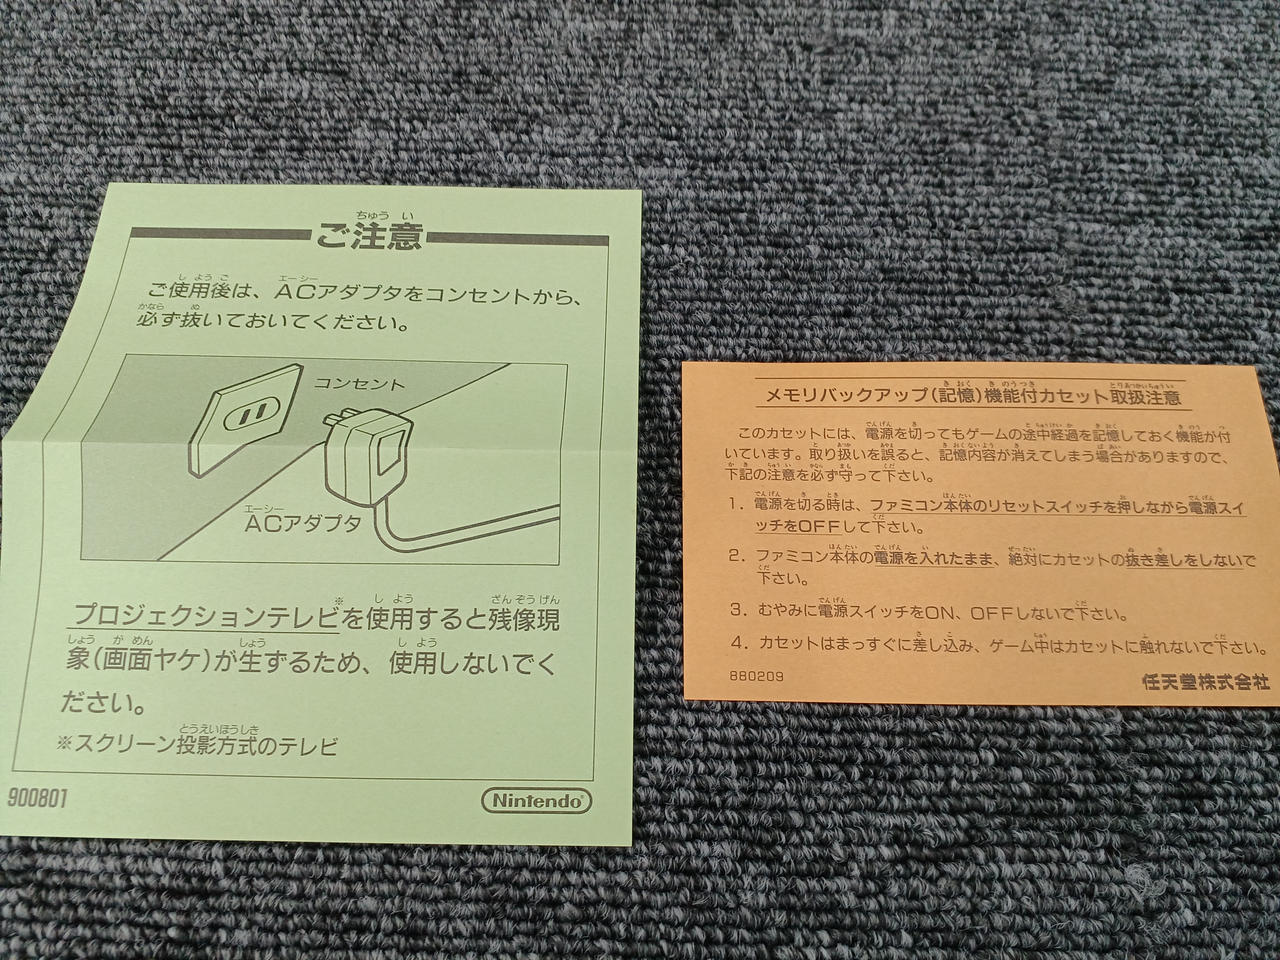 ご注意
ご使用後は、ACアダプタをコンセントから、
必ず抜いておいてください。
コンセント
ACアダプタ
プロジェクションテレビ※を使用すると残像現
象(画面ヤケ)が生ずるため、使用しないでく
ださい。
※スクリーン投影方式のテレビ
900801
Nintendo
メモリバックアップ(記憶)機能付カセット取扱注意
このカセットには、電源を切ってもゲームの途中経過を記憶しておく機能が付
いています。取り扱いを誤ると、記憶内容が消えてしまう場合がありますので、
下記の注意を必ず守って下さい。
1. 電源を切る時は、ファミコン本体のリセットスイッチを押しながら電源スイ
ッチをOFFして下さい。
2. ファミコン本体の電源を入れたまま、絶対にカセットの抜き差しをしないで
下さい。
3. むやみに電源スイッチをON、OFFしないで下さい。
4. カセットはまっすぐに差し込み、ゲーム中はカセットに触れないで下さい。
880209
任天堂株式会社